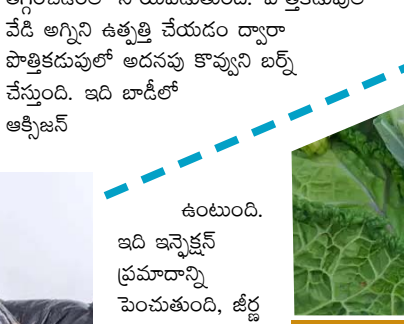 వేడి అగ్నిని ఉత్పత్తి చేయడం ద్వారా
పొత్తికడుపులో అదనపు కొవ్వుని బర్న్
చేస్తుంది. ఇది బాడీలో
ఆక్సిజన్
ఉంటుంది.
ఇది ఇన్ఫెక్షన్
ప్రమాదాన్ని
పెంచుతుంది, జీర్ణ